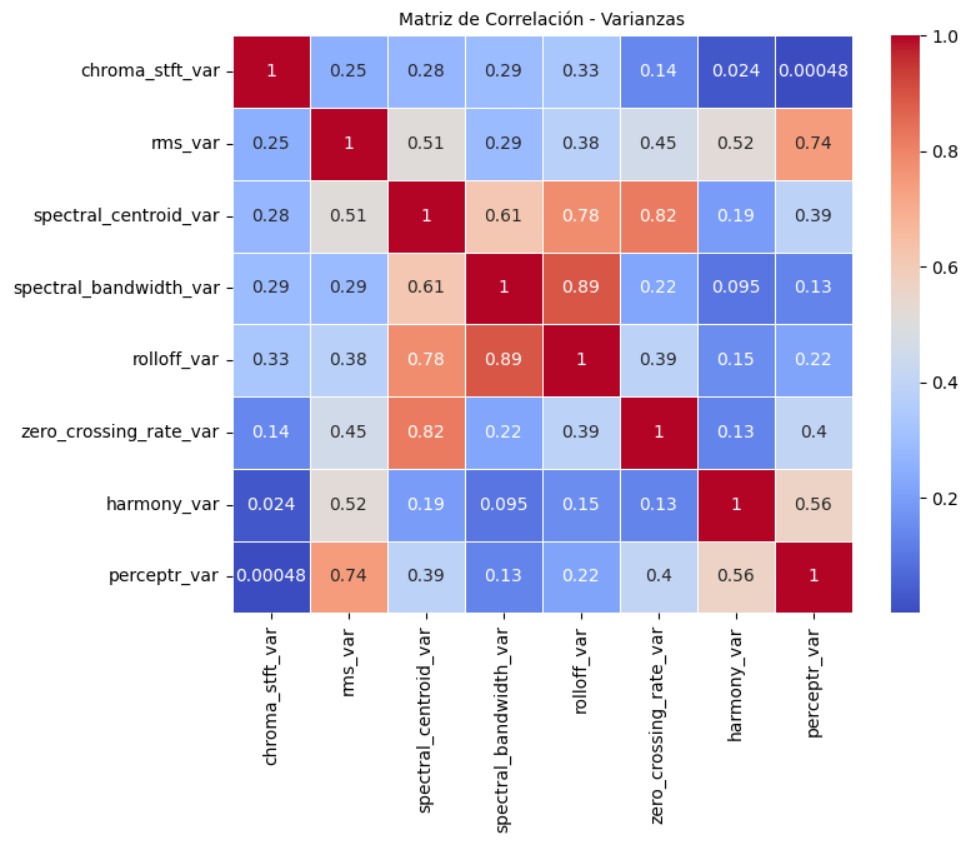 Matriz de Correlación - Varianzas
chroma_stft_var 1 0.25 0.28 0.29 0.33 0.14 0.024 0.00048
rms_var 0.25 1 0.51 0.29 0.38 0.45 0.52 0.74
spectral_centroid_var 0.28 0.51 1 0.61 0.78 0.82 0.19 0.39
spectral_bandwidth_var 0.29 0.29 0.61 1 0.89 0.22 0.095 0.13
rolloff_var 0.33 0.38 0.78 0.89 1 0.39 0.15 0.22
zero_crossing_rate_var 0.14 0.45 0.82 0.22 0.39 1 0.13 0.4
harmony_var 0.024 0.52 0.19 0.095 0.15 0.13 1 0.56
perceptr_var 0.00048 0.74 0.39 0.13 0.22 0.4 0.56 1
chroma_stft_var
rms_var
spectral_centroid_var
spectral_bandwidth_var
rolloff_var
zero_crossing_rate_var
harmony_var
perceptr_var
1.0
0.8
0.6
0.4
0.2